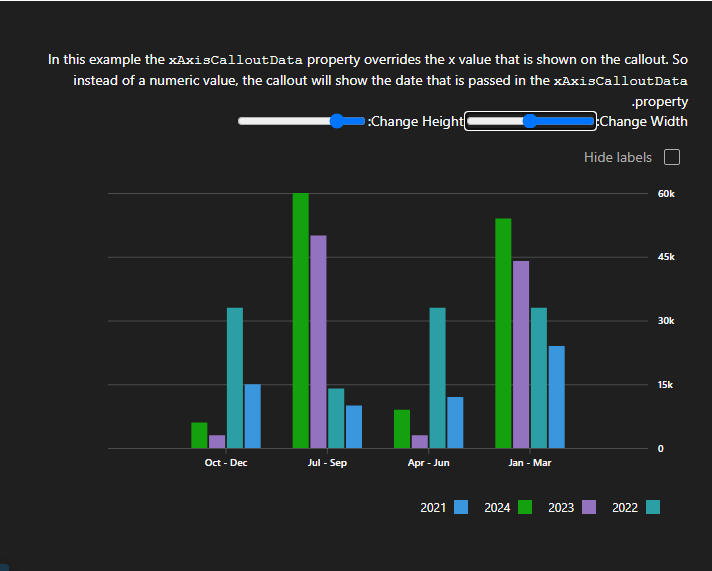 In this example the xAxisCalloutData property overrides the x value that is shown on the callout. So
instead of a numeric value, the callout will show the date that is passed in the xAxisCalloutData
.property
:Change Height :Change Width
Hide labels
60k
45k
30k
15k
0
Oct - Dec Jul - Sep Apr - Jun Jan - Mar
2021 2024 2023 2022